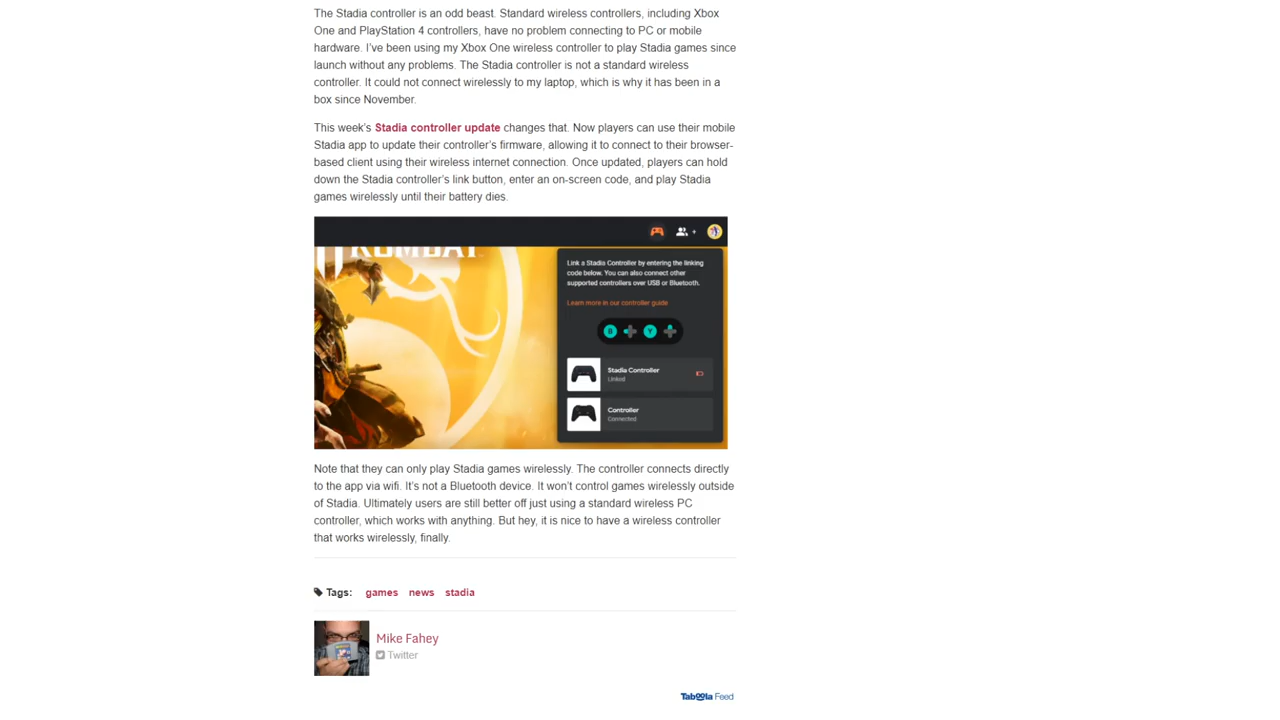 The Stadia controller is an odd beast. Standard wireless controllers, including Xbox
One and PlayStation 4 controllers, have no problem connecting to PC or mobile
hardware. I've been using my Xbox One wireless controller to play Stadia games since
launch without any problems. The Stadia controller is not a standard wireless
controller. It could not connect wirelessly to my laptop, which is why it has been in a
box since November.
This week's Stadia controller update changes that. Now players can use their mobile
Stadia app to update their controller's firmware, allowing it to connect to their browser-
based client using their wireless internet connection. Once updated, players can hold
down the Stadia controller's link button, enter an on-screen code, and play Stadia
games wirelessly until their battery dies.
KOMBAT
Link a Stadia Controller by entering the linking
code below. You can also connect other
supported controllers over USB or Bluetooth.
Learn more in our controller guide
B Y
Stadia Controller
Linked
Controller
Connected
Note that they can only play Stadia games wirelessly. The controller connects directly
to the app via wifi. It's not a Bluetooth device. It won't control games wirelessly outside
of Stadia. Ultimately users are still better off just using a standard wireless PC
controller, which works with anything. But hey, it is nice to have a wireless controller
that works wirelessly, finally.
Tags: games news stadia
Mike Fahey
Twitter
Taboola Feed